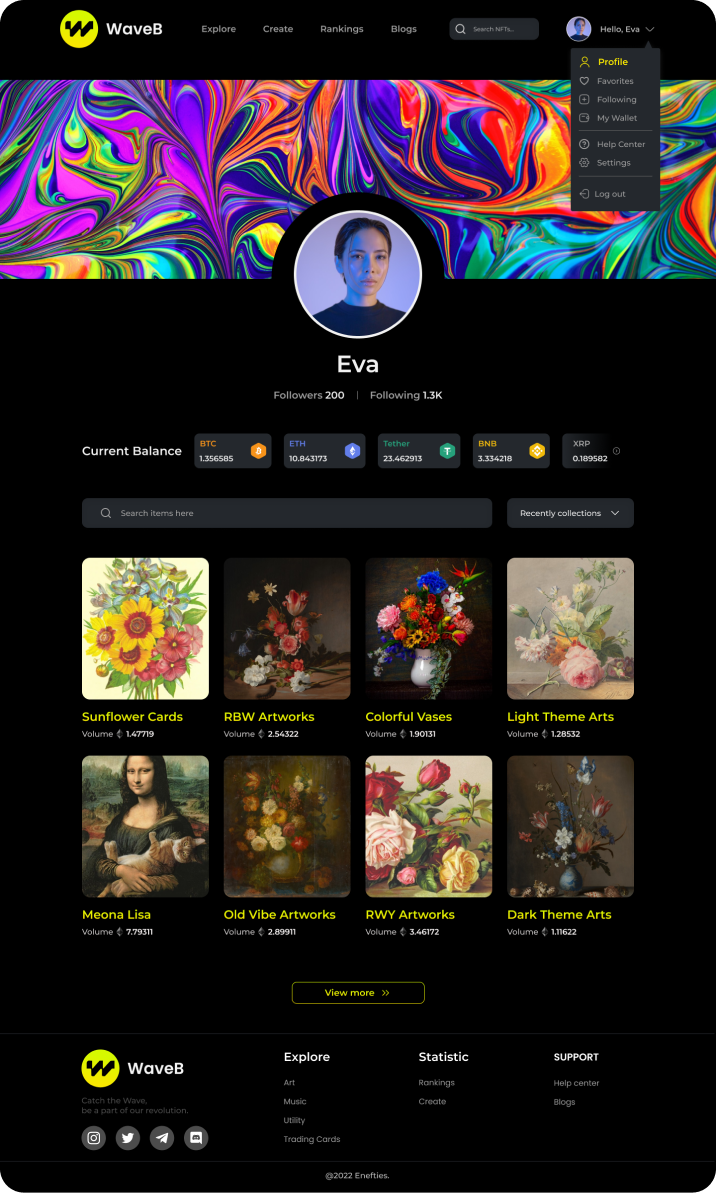 WaveB
Explore
Create
Rankings
Blogs
Search NFTs...
Hello, Eva
Profile
Favorites
Following
My Wallet
Help Center
Settings
Log out
Eva
Followers 200
Following 1.3K
Current Balance
BTC
1.356585
ETH
10.843173
Tether
23.462913
BNB
3.334218
XRP
0.189582
Search items here
Recently collections
Sunflower Cards
Volume 1.47719
RBW Artworks
Volume 2.54322
Colorful Vases
Volume 1.90131
Light Theme Arts
Volume 1.28532
Meona Lisa
Volume 7.79311
Old Vibe Artworks
Volume 2.89911
RWY Artworks
Volume 3.46172
Dark Theme Arts
Volume 1.11622
View more
WaveB
Catch the Wave,
be a part of our revolution.
Explore
Art
Music
Utility
Trading Cards
Statistic
Rankings
Create
SUPPORT
Help center
Blogs
@2022 Enefties.